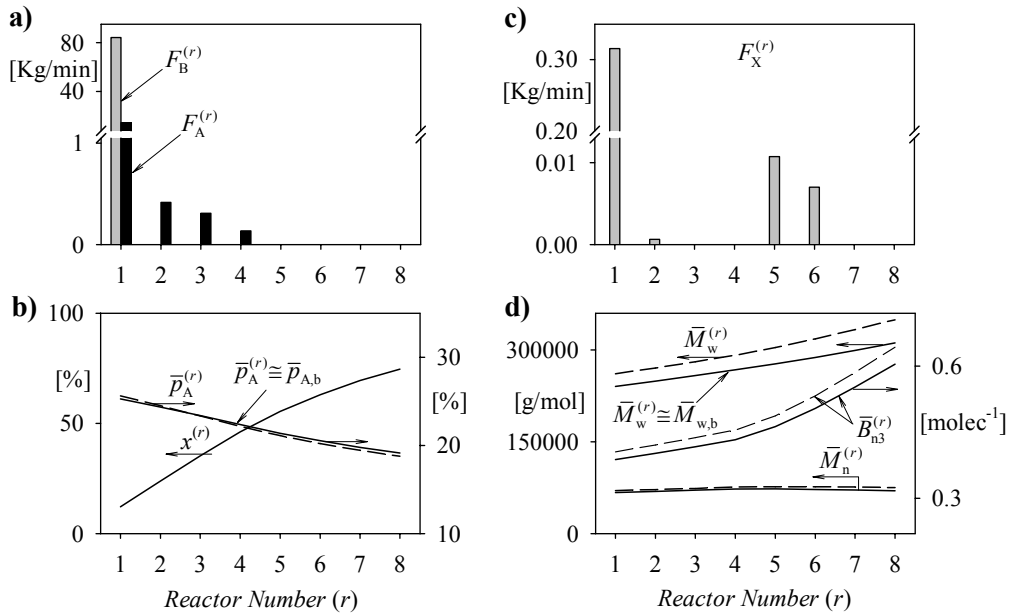 a)
80
[Kg/min]
40
1
0
F_B^(r)
F_A^(r)
1 2 3 4 5 6 7 8
c)
0.30
[Kg/min]
0.20
0.01
0.00
F_X^(r)
1 2 3 4 5 6 7 8
b)
100
[%]
50
0
p̅_A^(r)
p̅_A^(r) ≅ p̅_A,b
x^(r)
30
[%]
20
10
1 2 3 4 5 6 7 8
Reactor Number (r)
d)
300000
[g/mol]
150000
0
M̅_w^(r)
M̅_w^(r) ≅ M̅_w,b
B̅_n3^(r)
M̅_n^(r)
0.6
[molec⁻¹]
0.3
1 2 3 4 5 6 7 8
Reactor Number (r)